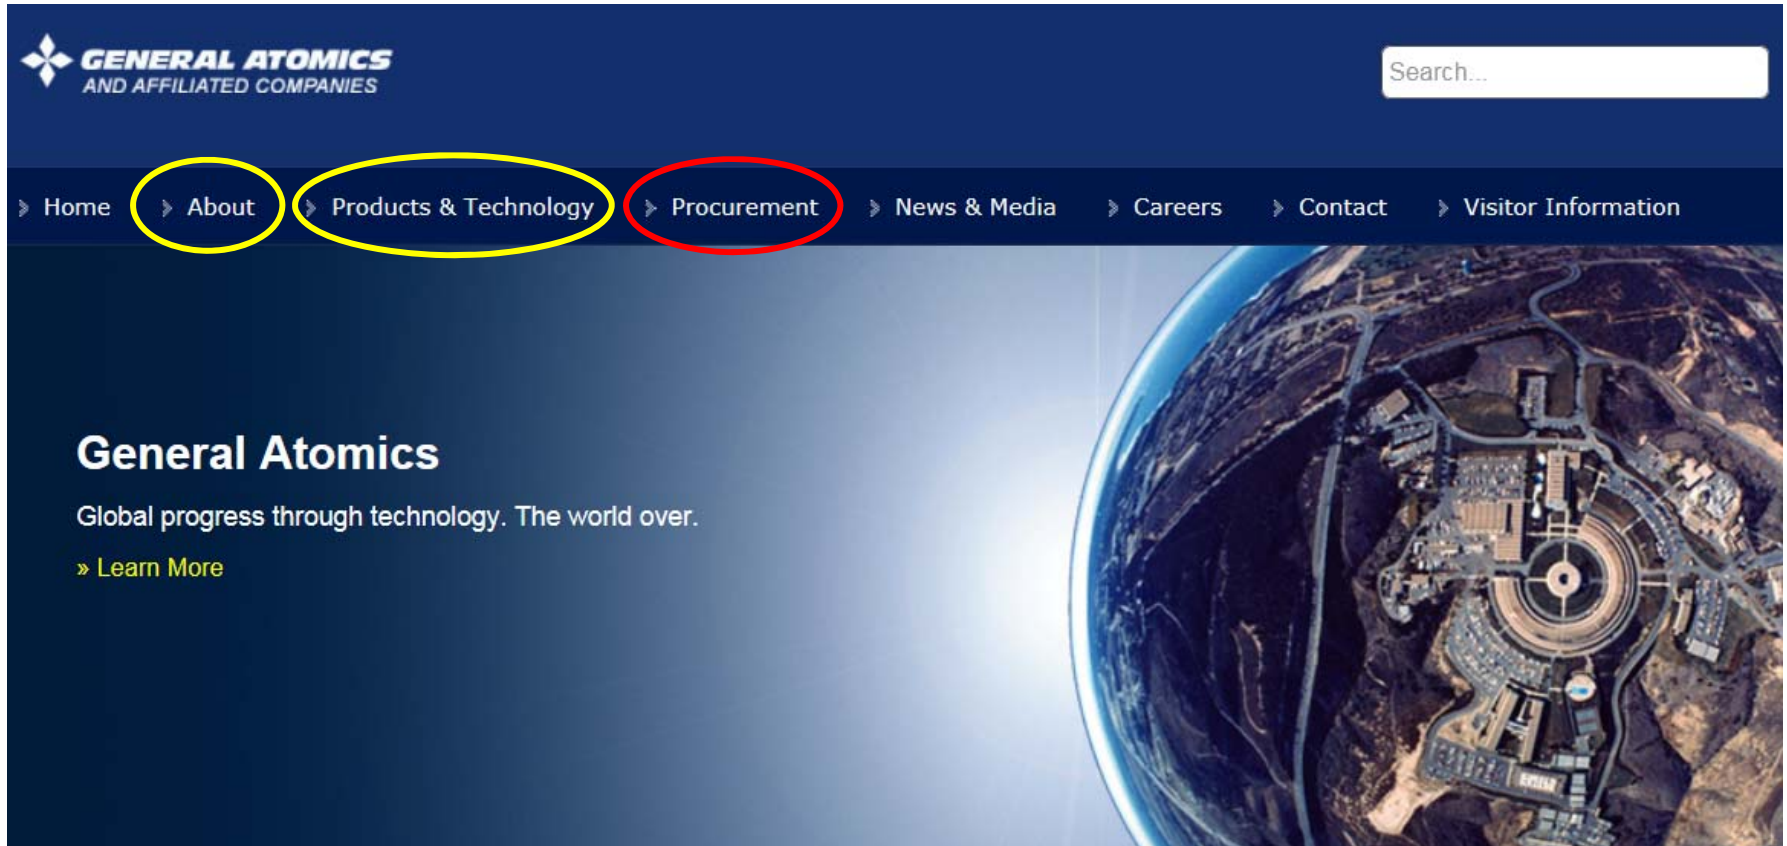 GENERAL ATOMICS
AND AFFILIATED COMPANIES
Search...
Home About Products & Technology Procurement News & Media Careers Contact Visitor Information
General Atomics
Global progress through technology. The world over.
» Learn More